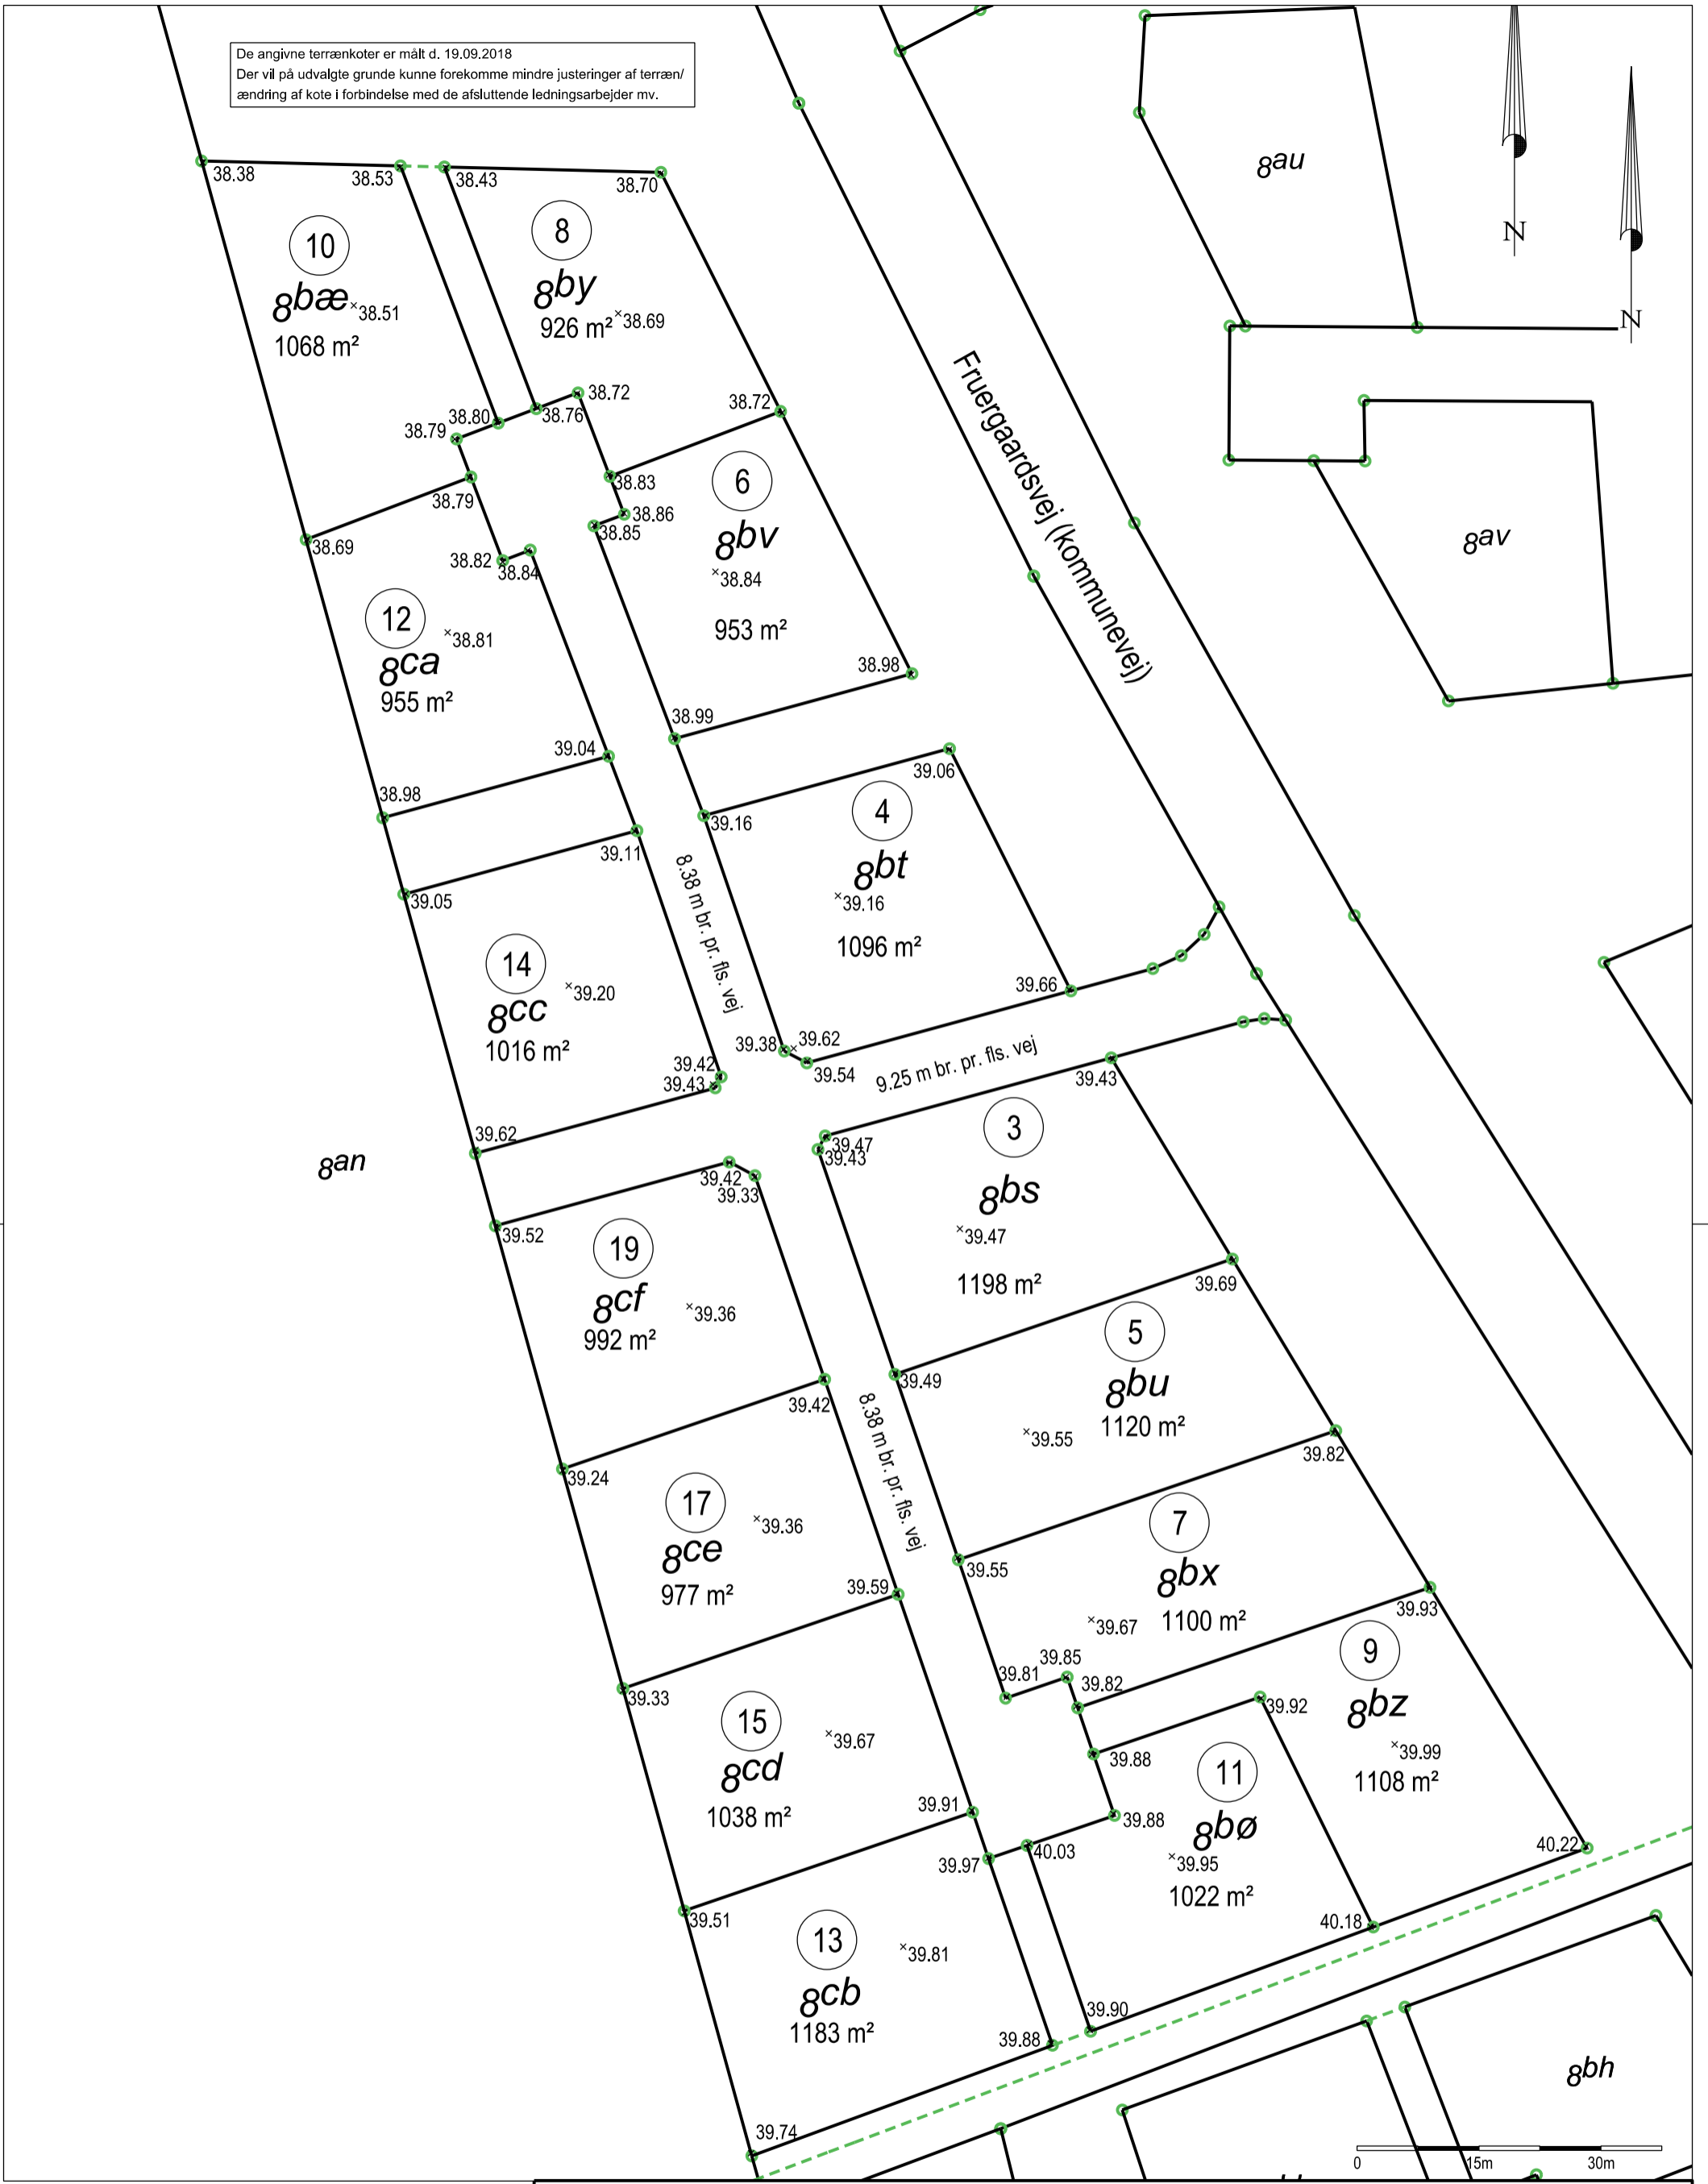 De angivne terrænkoter er målt d. 19.09.2018
Der vil på udvalgte grunde kunne forekomme mindre justeringer af terræn/
ændring af kote i forbindelse med de afsluttende ledningsarbejder mv.
8au
N
N
38.38
38.53
38.43
38.70
10
8bæ
38.51
1068 m²
8
8by
926 m²
38.69
38.72
38.72
38.76
38.80
38.79
38.79
38.83
38.86
38.85
38.82
38.84
38.69
6
8bv
38.84
953 m²
38.98
38.99
Fruergaardsvej (kommunevej)
8av
12
38.81
8ca
955 m²
39.04
38.98
39.11
39.05
39.06
39.16
4
8bt
39.16
1096 m²
39.66
8.38 m br. pr. fls. vej
14
39.20
8cc
1016 m²
39.38
39.62
39.54
39.42
39.43
9.25 m br. pr. fls. vej
39.43
39.62
39.47
39.43
3
8bs
39.47
1198 m²
8an
39.42
39.33
39.52
19
8cf
39.36
992 m²
39.69
39.49
5
8bu
39.55
1120 m²
39.42
39.24
8.38 m br. pr. fls. vej
39.82
39.55
17
39.36
8ce
977 m²
39.59
7
8bx
39.67
1100 m²
39.93
39.33
39.81
39.85
39.82
9
8bz
39.99
1108 m²
39.92
39.88
39.88
15
39.67
8cd
1038 m²
39.91
39.97
40.03
11
8bø
39.95
1022 m²
40.22
40.18
39.51
13
39.81
8cb
1183 m²
39.90
39.88
39.74
8bh
0
15m
30m